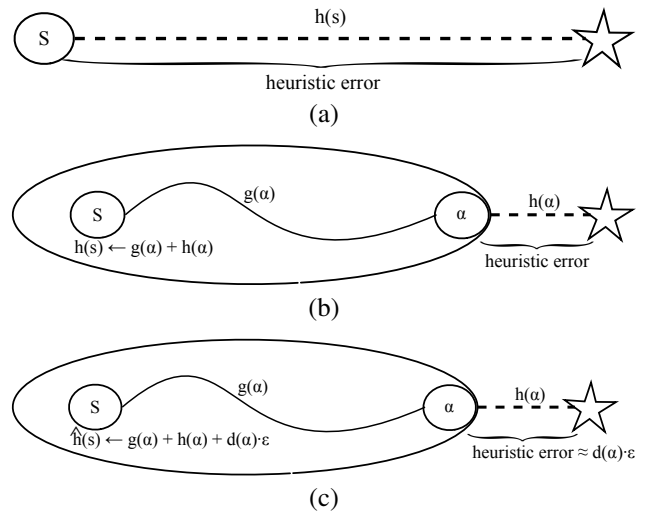 h(s)
S
heuristic error
(a)
g(α)
h(α)
S
α
h(s) ← g(α) + h(α)
heuristic error
(b)
g(α)
h(α)
S
α
ĥ(s) ← g(α) + h(α) + d(α)·ε
heuristic error ≈ d(α)·ε
(c)